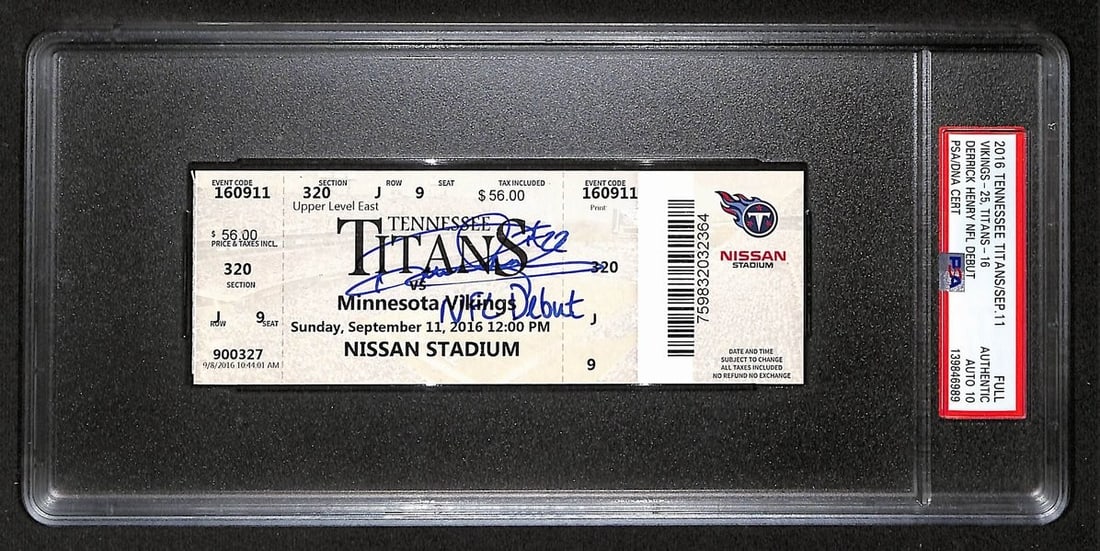 EVENT CODE
160911
$ 56.00
PRICE & TAXES INCL.
320
SECTION
J 9
ROW SEAT
900327
9/8/2016 10:44:01 AM
SECTION ROW SEAT TAX INCLUDED
320 J 9 $ 56.00
Upper Level East
TENNESSEE
TITANS
#22
vs
Minnesota Vikings
NFL Debut
Sunday, September 11, 2016 12:00 PM
NISSAN STADIUM
EVENT CODE
160911
Print
320
J
9
759832032364
T
NISSAN
STADIUM
DATE AND TIME
SUBJECT TO CHANGE
ALL TAXES INCLUDED
NO REFUND NO EXCHANGE
2016 TENNESSEE TITANS/SEP.11 FULL
VIKINGS - 25, TITANS - 16 AUTHENTIC
DERRICK HENRY NFL DEBUT AUTO 10
PSA/DNA CERT 139846989
PSA